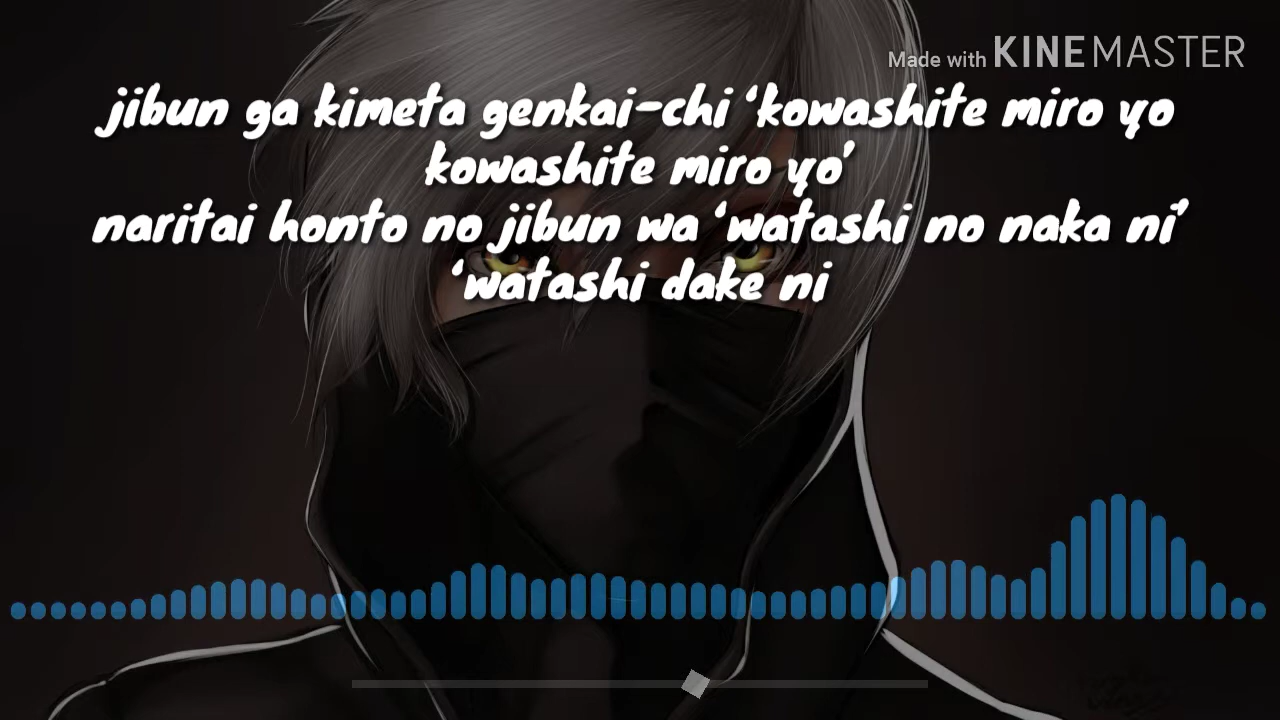 Made with KINEMASTER
jibun ga kimeta genkai-chi ‘kowashite miro yo
kowashite miro yo’
naritai honto no jibun wa ‘watashi no naka ni’
‘watashi dake ni